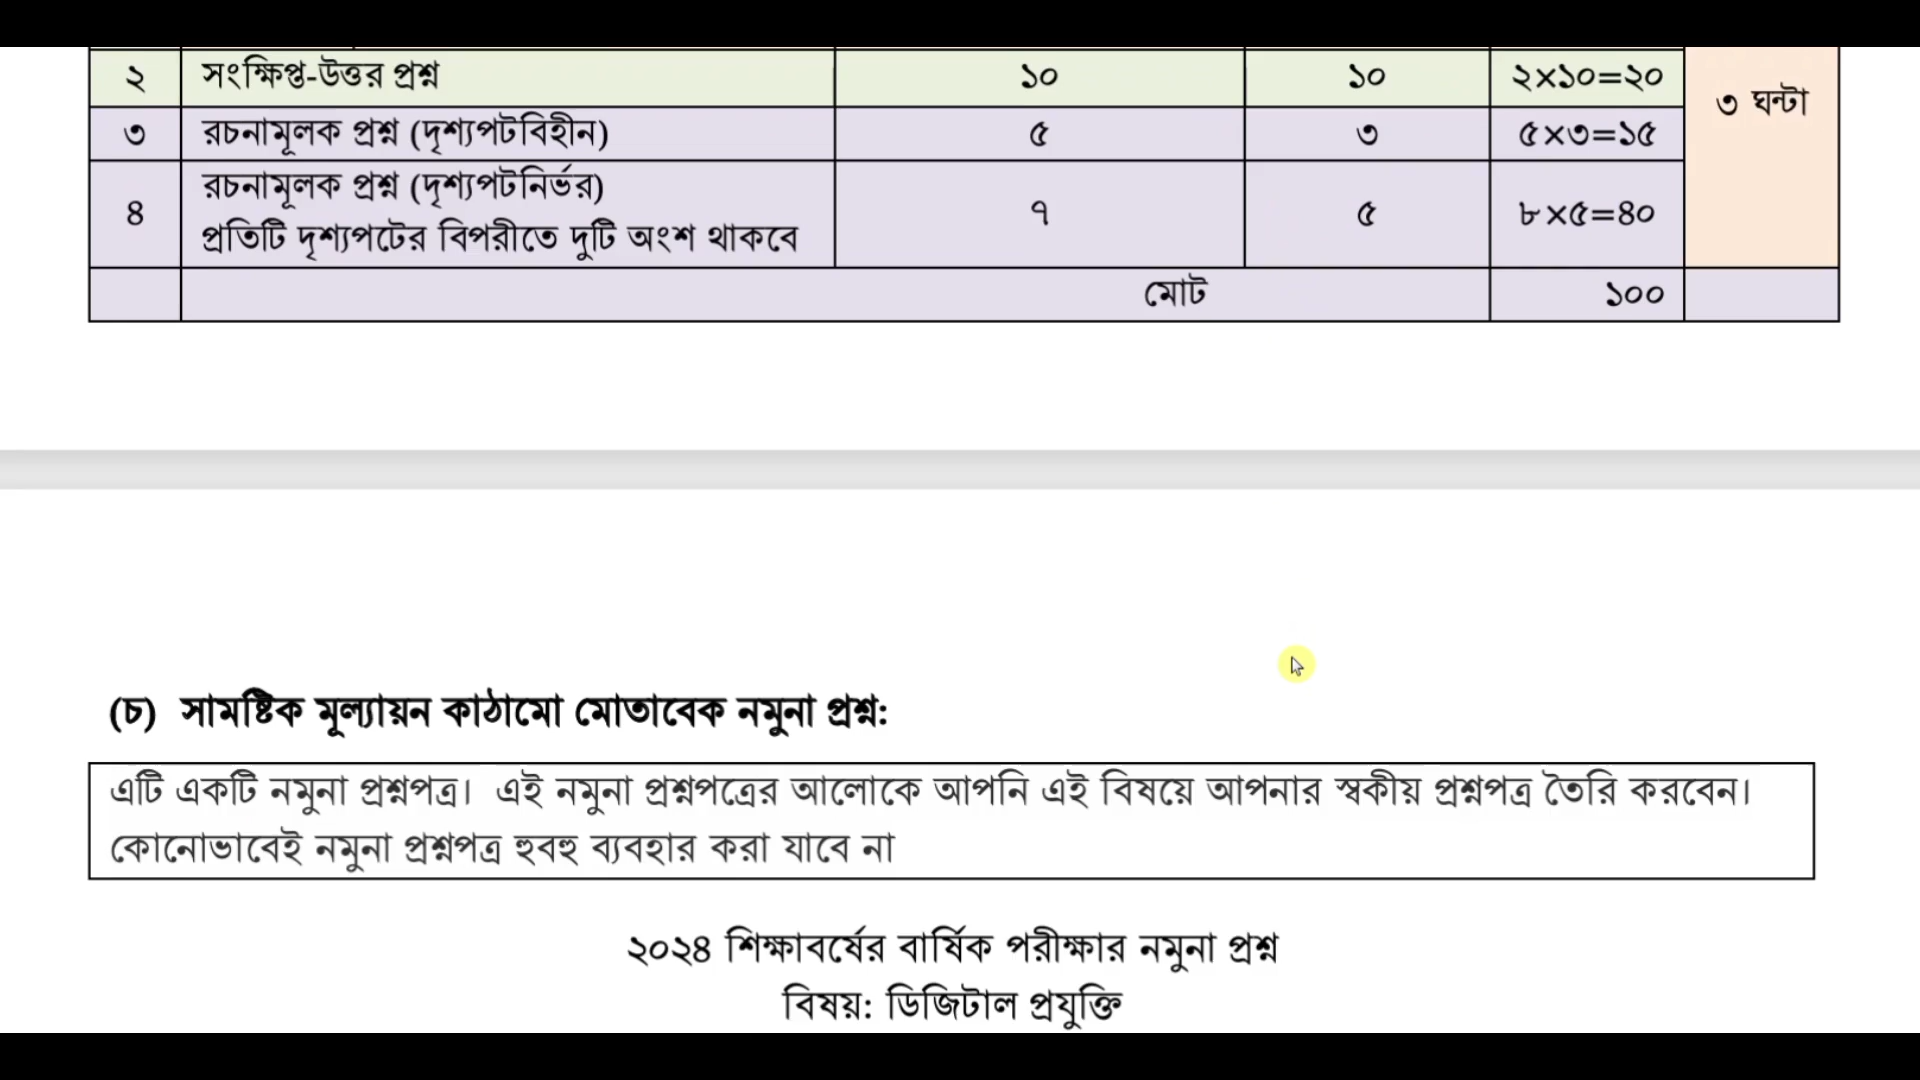 ২ সংক্ষিপ্ত-উত্তর প্রশ্ন ১০ ১০ ২×১০=২০
৩ ঘন্টা
৩ রচনামূলক প্রশ্ন (দৃশ্যপটবিহীন) ৫ ৩ ৫×৩=১৫
৪ রচনামূলক প্রশ্ন (দৃশ্যপটনির্ভর)
প্রতিটি দৃশ্যপটের বিপরীতে দুটি অংশ থাকবে ৭ ৫ ৮×৫=৪০
মোট ১০০
(চ) সামষ্টিক মূল্যায়ন কাঠামো মোতাবেক নমুনা প্রশ্ন:
এটি একটি নমুনা প্রশ্নপত্র। এই নমুনা প্রশ্নপত্রের আলোকে আপনি এই বিষয়ে আপনার স্বকীয় প্রশ্নপত্র তৈরি করবেন।
কোনোভাবেই নমুনা প্রশ্নপত্র হুবহু ব্যবহার করা যাবে না
২০২৪ শিক্ষাবর্ষের বার্ষিক পরীক্ষার নমুনা প্রশ্ন
বিষয়: ডিজিটাল প্রযুক্তি